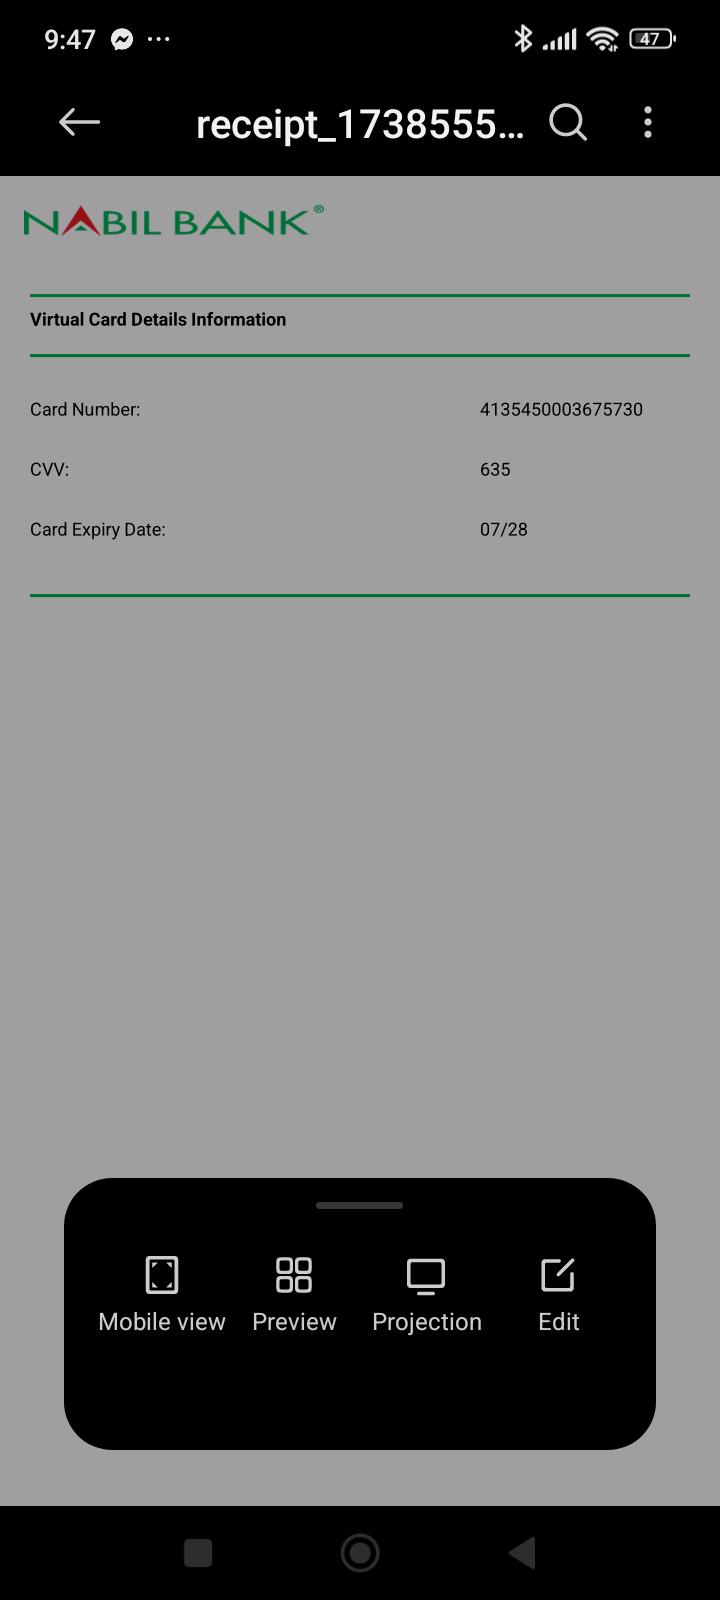 9:47
47
receipt_1738555...
NABIL BANK®
Virtual Card Details Information
Card Number: 4135450003675730
CVV: 635
Card Expiry Date: 07/28
Mobile view Preview Projection Edit